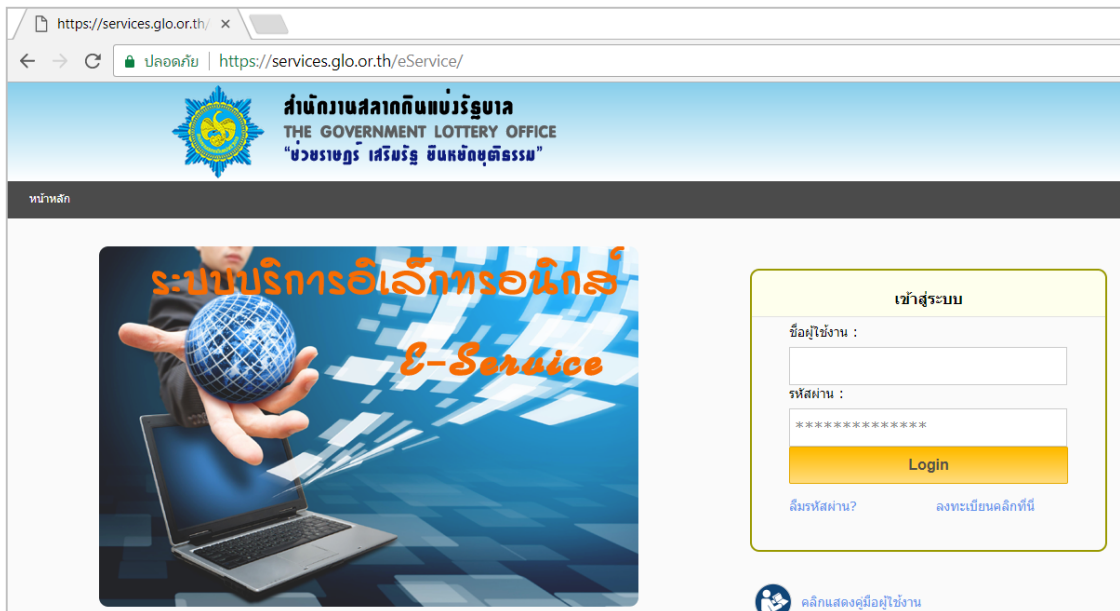 https://services.glo.or.th/
ปลอดภัย | https://services.glo.or.th/eService/
สำนักงานสลากกินแบ่งรัฐบาล
THE GOVERNMENT LOTTERY OFFICE
“ช่วยราษฎร์ เสริมรัฐ ยืนหยัดยุติธรรม”
หน้าหลัก
ระบบบริการอิเล็กทรอนิกส์
E-Service
เข้าสู่ระบบ
ชื่อผู้ใช้งาน :
รหัสผ่าน :
**************
Login
ลืมรหัสผ่าน? ลงทะเบียนคลิกที่นี่
คลิกแสดงคู่มือผู้ใช้งาน